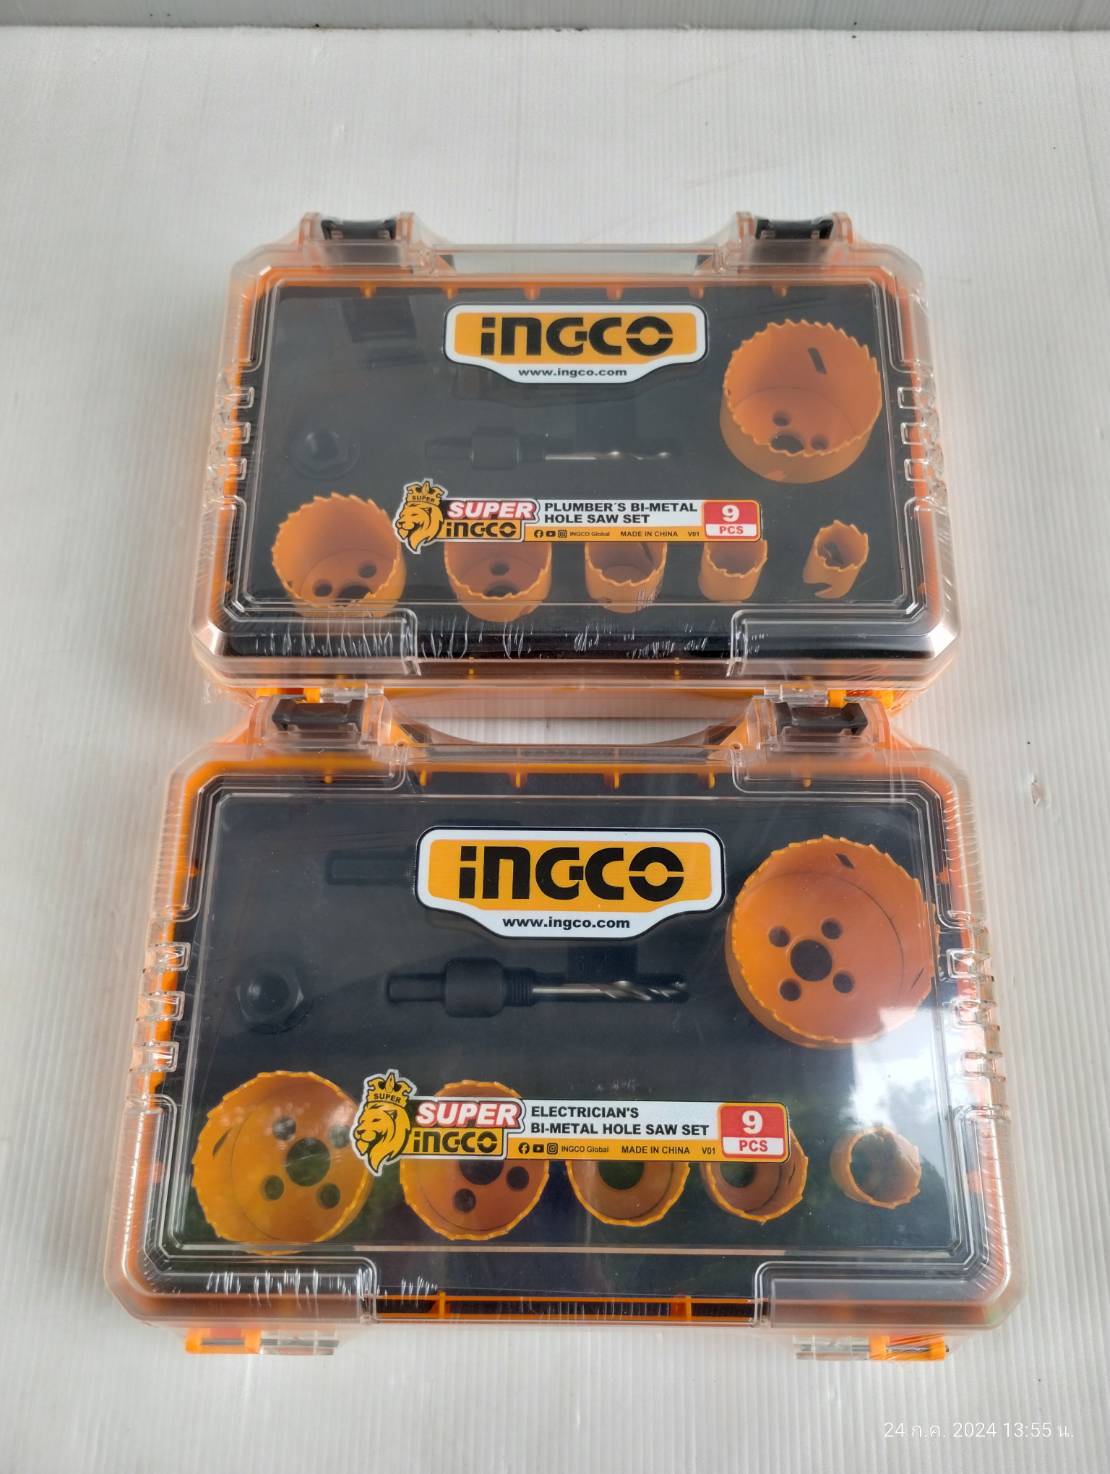 INGCO
www.ingco.com
SUPER
SUPER
INGCO
PLUMBER'S BI-METAL
HOLE SAW SET
9
PCS
INGCO Global MADE IN CHINA V01
INGCO
www.ingco.com
SUPER
SUPER
INGCO
ELECTRICIAN'S
BI-METAL HOLE SAW SET
9
PCS
INGCO Global MADE IN CHINA V01
24 ก.ค. 2024 13:55 น.